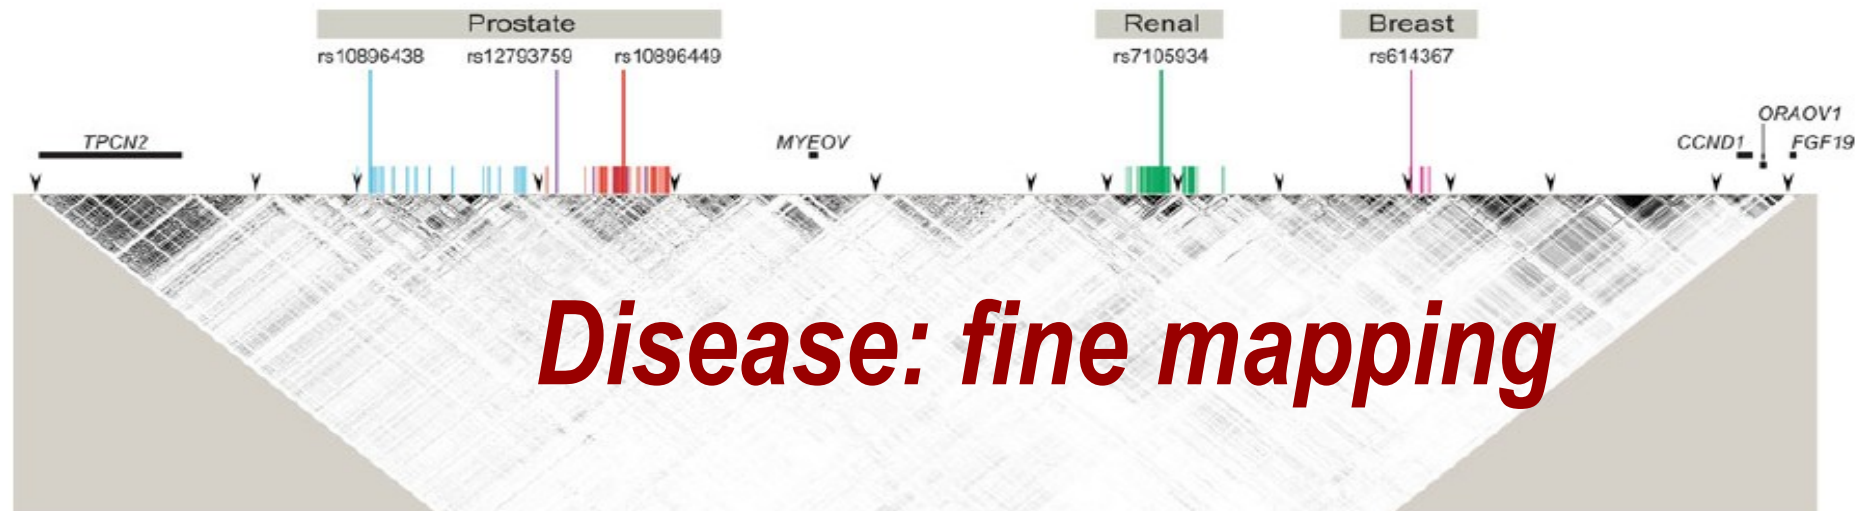 Prostate Renal Breast
rs10896438 rs12793759 rs10896449 rs7105934 rs614367
ORAOV1
TPCN2 MYEOV CCND1 FGF19
Disease: fine mapping